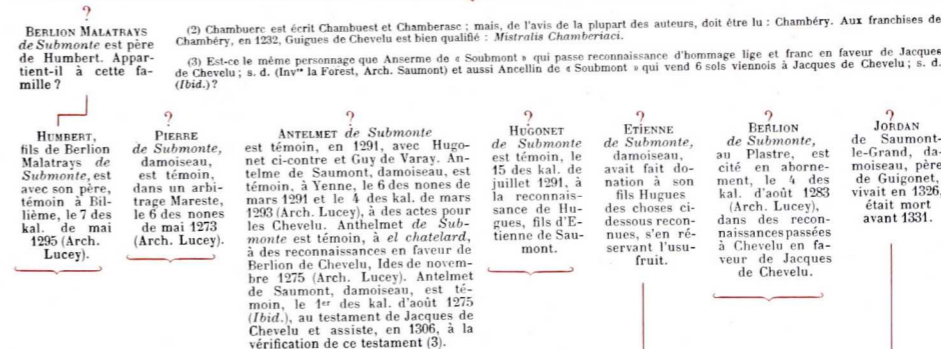 ?
BERLION MALATRAYS
de Submonte est père
de Humbert. Appar-
tient-il à cette fa-
mille ?
(2) Chambuerc est écrit Chambuest et Chamberasc ; mais, de l'avis de la plupart des auteurs, doit être lu : Chambéry. Aux franchises de
Chambéry, en 1232, Guigues de Chevelu est bien qualifié : Mistralis Chamberiaci.
(3) Est-ce le même personnage que Anserme de « Soubmont » qui passe reconnaissance d'hommage lige et franc en faveur de Jacques
de Chevelu ; s. d. (Invre la Forest, Arch. Saumont) et aussi Ancellin de « Soubmont » qui vend 6 sols viennois à Jacques de Chevelu ; s. d.
(Ibid.) ?
HUMBERT,
fils de Berlion
Malatrays de
Submonte, est
avec son père,
témoin à Bil-
lième, le 7 des
kal. de mai
1295 (Arch.
Lucey).
?
PIERRE
de Submonte,
damoiseau,
est témoin,
dans un arbi-
trage Mareste,
le 6 des nones
de mai 1273
(Arch. Lucey).
?
ANTELMET de Submonte
est témoin, en 1291, avec Hugo-
net ci-contre et Guy de Varay. An-
telme de Saumont, damoiseau, est
témoin, à Yenne, le 6 des nones de
mars 1291 et le 4 des kal. de mars
1293 (Arch. Lucey), à des actes pour
les Chevelu. Anthelmet de Sub-
monte est témoin, à el chatelard,
à des reconnaissances en faveur de
Berlion de Chevelu, Ides de novem-
bre 1275 (Arch. Lucey). Antelmet
de Saumont, damoiseau, est té-
moin, le 1er des kal. d'août 1275
(Ibid.), au testament de Jacques de
Chevelu et assiste, en 1306, à la
vérification de ce testament (3).
?
HUGONET
de Submonte
est témoin, le
15 des kal. de
juillet 1291, à
la reconnais-
sance de Hu-
gues, fils d'E-
tienne de Sau-
mont.
?
ETIENNE
de Submonte,
damoiseau,
avait fait do-
nation à son
fils Hugues
des choses ci-
dessous recon-
nues, s'en ré-
servant l'usu-
fruit.
?
BERLION
de Submonte,
au Plastre, est
cité en aborne-
ment, le 4 des
kal. d'août 1283
(Arch. Lucey),
dans des recon-
naissances passées
à Chevelu en fa-
veur de Jacques
de Chevelu.
?
JORDAN
de Saumont-
le-Grand, da-
moiseau, père
de Guigonet,
vivait en 1326,
était mort
avant 1331.